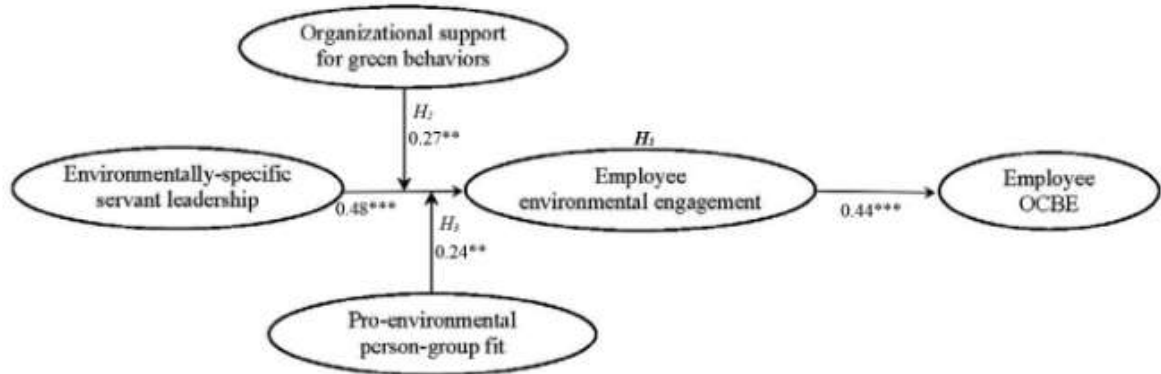 Organizational support
for green behaviors
H₂
0.27**
Environmentally-specific
servant leadership
0.48***
H₁
Employee
environmental engagement
0.44***
Employee
OCBE
H₃
0.24**
Pro-environmental
person-group fit